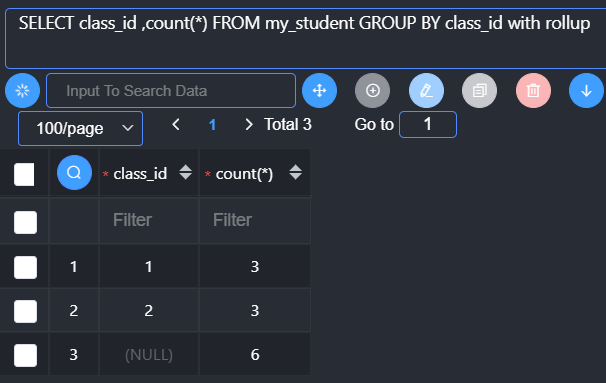 SELECT class_id ,count(*) FROM my_student GROUP BY class_id with rollup
Input To Search Data
100/page 1 Total 3 Go to 1
* class_id * count(*)
Filter Filter
1 1 3
2 2 3
3 (NULL) 6